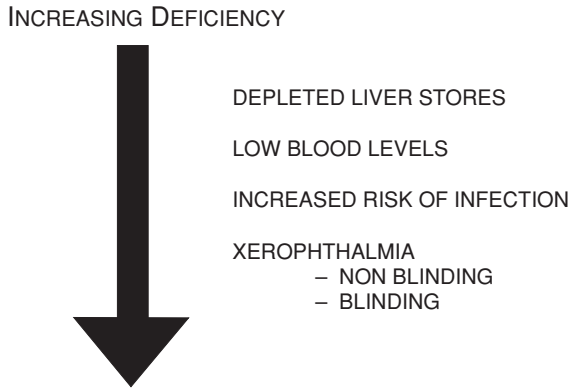 INCREASING DEFICIENCY
DEPLETED LIVER STORES
LOW BLOOD LEVELS
INCREASED RISK OF INFECTION
XEROPHTHALMIA
– NON BLINDING
– BLINDING